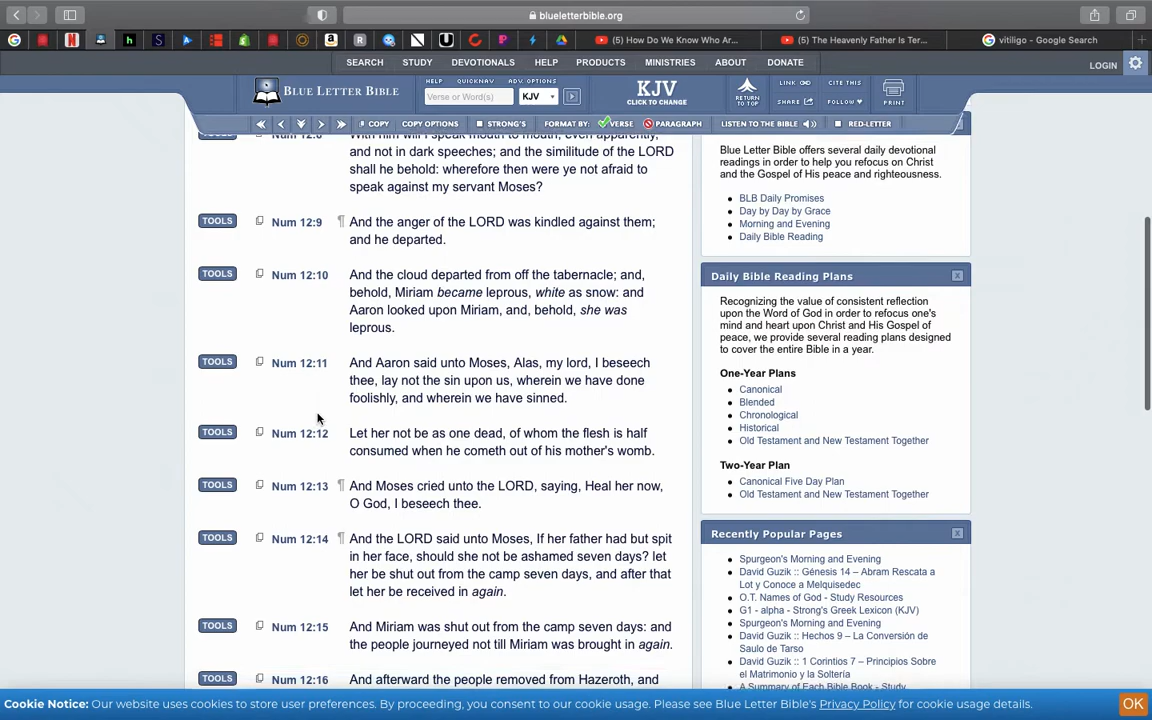 blueletterbible.org
(5) How Do We Know Who Ar...
(5) The Heavenly Father Is Ter...
vitiligo - Google Search
SEARCH STUDY DEVOTIONALS HELP PRODUCTS MINISTRIES ABOUT DONATE
LOGIN
BLUE LETTER BIBLE
HELP QUICKNAV ADV. OPTIONS
Verse or Word(s) KJV
KJV
CLICK TO CHANGE
RETURN
TO TOP
LINK CITE THIS
SHARE FOLLOW
PRINT
COPY COPY OPTIONS STRONG'S FORMAT BY: VERSE PARAGRAPH LISTEN TO THE BIBLE RED-LETTER
TOOLS Num 12:8 With him will I speak mouth to mouth, even apparently,
and not in dark speeches; and the similitude of the LORD
shall he behold: wherefore then were ye not afraid to
speak against my servant Moses?
TOOLS Num 12:9 ¶ And the anger of the LORD was kindled against them;
and he departed.
TOOLS Num 12:10 And the cloud departed from off the tabernacle; and,
behold, Miriam became leprous, white as snow: and
Aaron looked upon Miriam, and, behold, she was
leprous.
TOOLS Num 12:11 And Aaron said unto Moses, Alas, my lord, I beseech
thee, lay not the sin upon us, wherein we have done
foolishly, and wherein we have sinned.
TOOLS Num 12:12 Let her not be as one dead, of whom the flesh is half
consumed when he cometh out of his mother's womb.
TOOLS Num 12:13 ¶ And Moses cried unto the LORD, saying, Heal her now,
O God, I beseech thee.
TOOLS Num 12:14 ¶ And the LORD said unto Moses, If her father had but spit
in her face, should she not be ashamed seven days? let
her be shut out from the camp seven days, and after that
let her be received in again.
TOOLS Num 12:15 And Miriam was shut out from the camp seven days: and
the people journeyed not till Miriam was brought in again.
TOOLS Num 12:16 And afterward the people removed from Hazeroth, and
Blue Letter Bible offers several daily devotional
readings in order to help you refocus on Christ
and the Gospel of His peace and righteousness.
BLB Daily Promises
Day by Day by Grace
Morning and Evening
Daily Bible Reading
Daily Bible Reading Plans
Recognizing the value of consistent reflection
upon the Word of God in order to refocus one's
mind and heart upon Christ and His Gospel of
peace, we provide several reading plans designed
to cover the entire Bible in a year.
One-Year Plans
Canonical
Blended
Chronological
Historical
Old Testament and New Testament Together
Two-Year Plan
Canonical Five Day Plan
Old Testament and New Testament Together
Recently Popular Pages
Spurgeon's Morning and Evening
David Guzik :: Génesis 14 – Abram Rescata a
Lot y Conoce a Melquisedec
O.T. Names of God - Study Resources
G1 - alpha - Strong's Greek Lexicon (KJV)
Spurgeon's Morning and Evening
David Guzik :: Hechos 9 – La Conversión de
Saulo de Tarso
David Guzik :: 1 Corintios 7 – Principios Sobre
el Matrimonio y la Soltería
A Summary of Each Bible Book - Study
Cookie Notice: Our website uses cookies to store user preferences. By proceeding, you consent to our cookie usage. Please see Blue Letter Bible's Privacy Policy for cookie usage details. OK